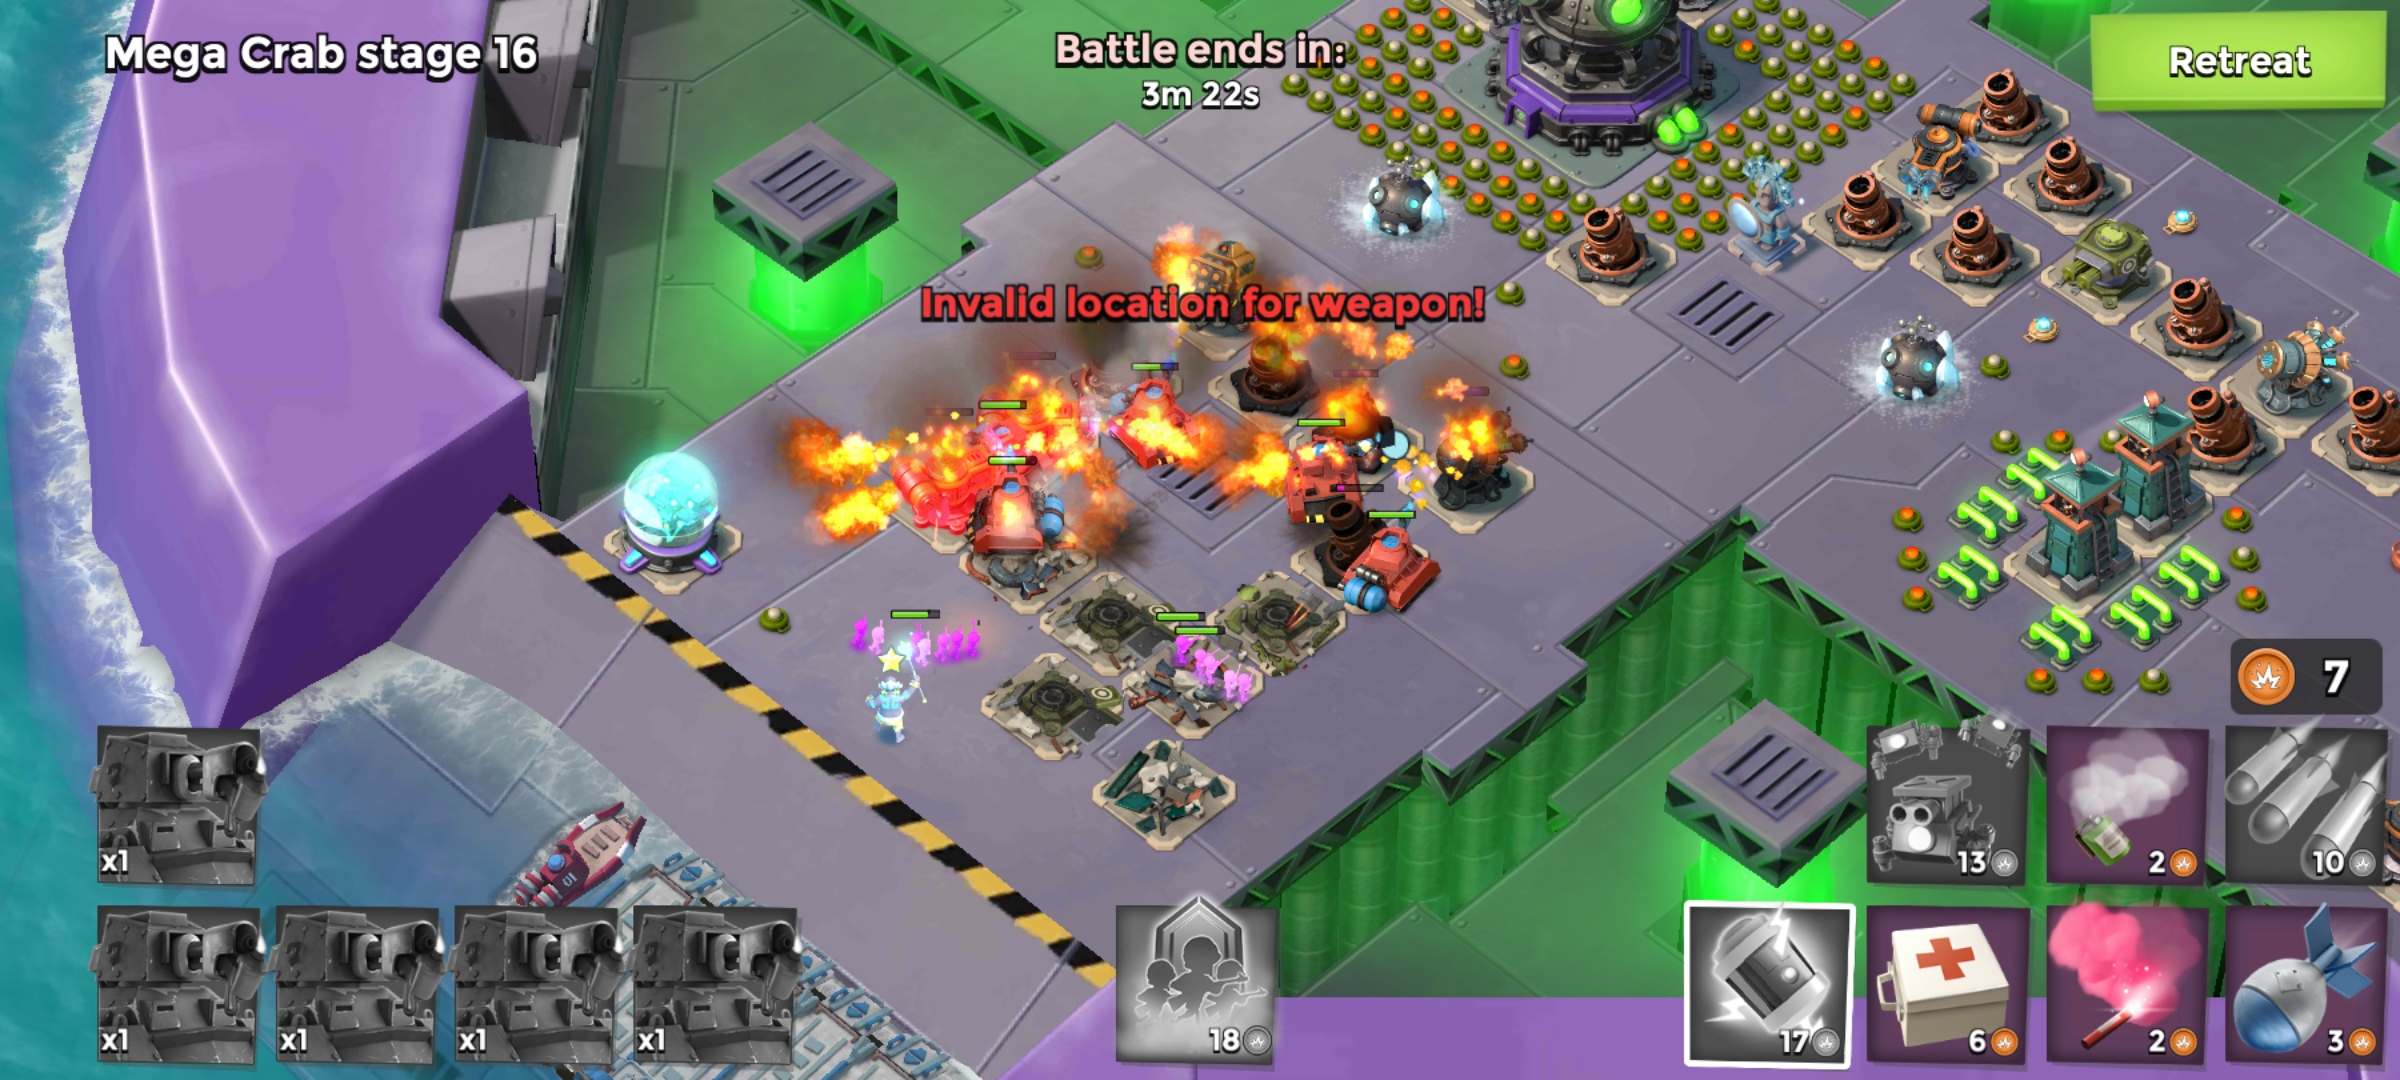 Mega Crab stage 16
Battle ends in:
3m 22s
Retreat
Invalid location for weapon!
7
x1
13
2
10
x1
x1
x1
x1
18
17
6
2
3